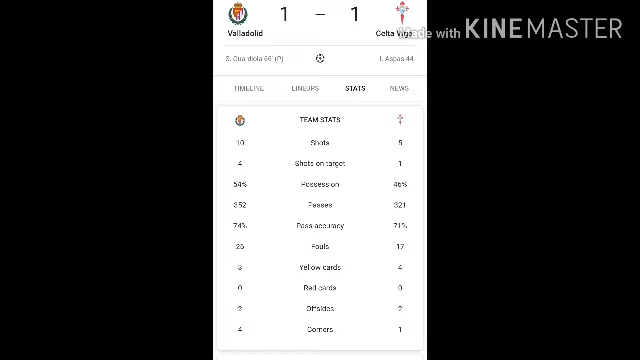 1 – 1
Valladolid Celta Vigo
Made with KINEMASTER
S. Guardiola 66' (P) I. Aspas 44'
TIMELINE LINEUPS STATS NEWS
TEAM STATS
10 Shots 5
4 Shots on target 1
54% Possession 46%
352 Passes 321
74% Pass accuracy 71%
26 Fouls 17
3 Yellow cards 4
0 Red cards 0
2 Offsides 2
4 Corners 1